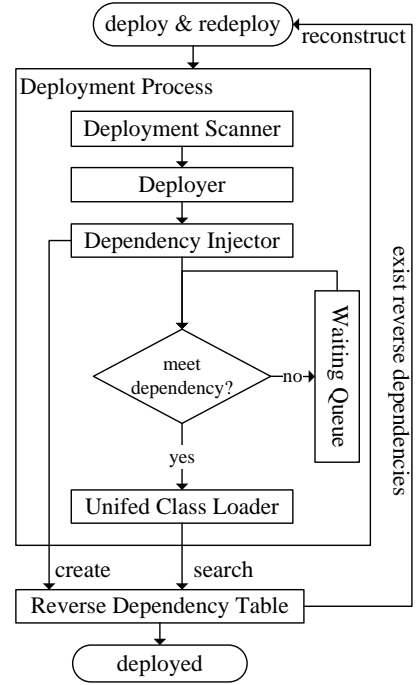 deploy & redeploy
reconstruct
Deployment Process
Deployment Scanner
Deployer
Dependency Injector
exist reverse dependencies
Waiting Queue
meet
dependency?
no
yes
Unifed Class Loader
create
search
Reverse Dependency Table
deployed